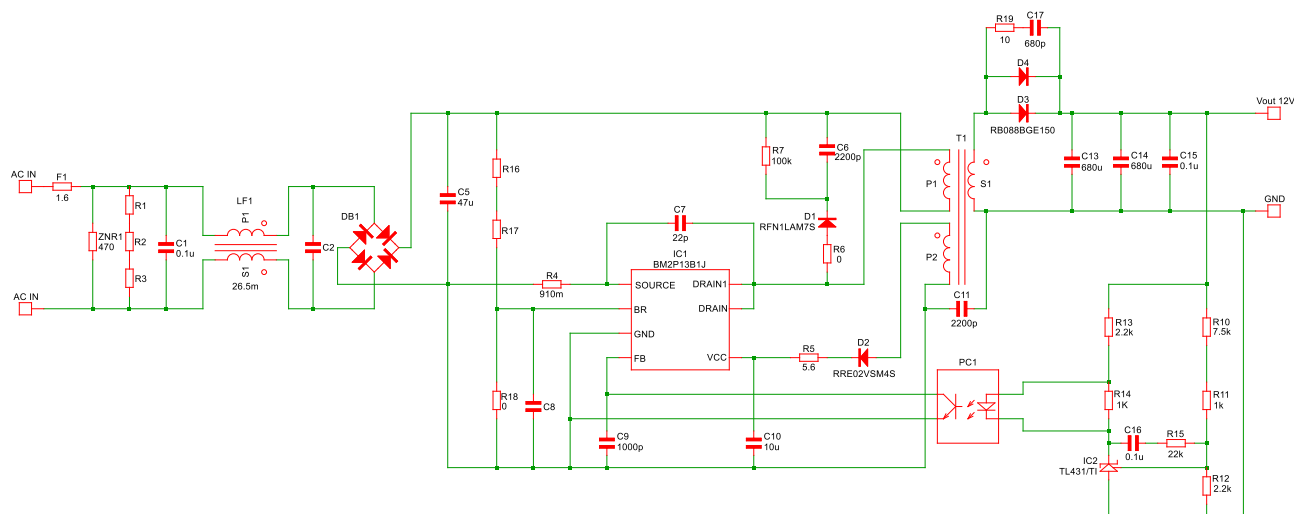 R19
10
C17
680p
D4
D3
RB088BGE150
Vout 12V
T1
R7
100k
C6
2200p
C13
680u
C14
680u
C15
0.1u
AC IN
F1
1.6
R16
C5
47u
P1
S1
GND
LF1
P1
R1
C7
22p
D1
RFN1LAM7S
R17
DB1
ZNR1
470
R2
C1
0.1u
C2
R6
0
P2
IC1
BM2P13B1J
R3
S1
26.5m
R4
910m
SOURCE
DRAIN1
C11
2200p
AC IN
BR
DRAIN
GND
R13
2.2k
R10
7.5k
FB
VCC
R5
5.6
D2
RRE02VSM4S
PC1
R18
0
C8
R14
1K
R11
1k
C9
1000p
C10
10u
C16
0.1u
R15
22k
IC2
TL431/TI
R12
2.2k